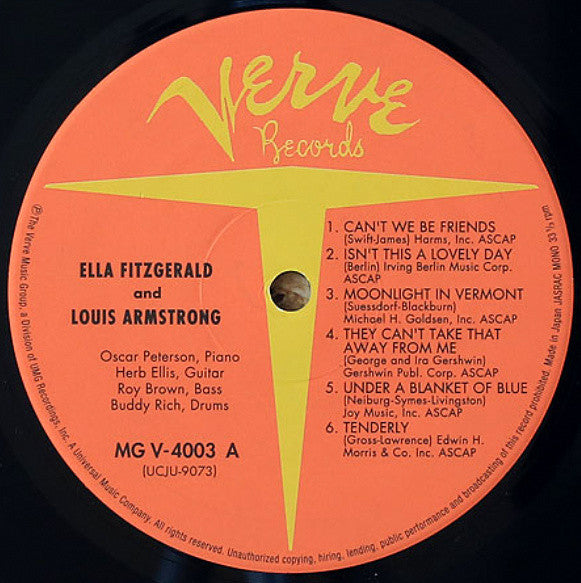 Verve
Records
ELLA FITZGERALD
and
LOUIS ARMSTRONG
Oscar Peterson, Piano
Herb Ellis, Guitar
Roy Brown, Bass
Buddy Rich, Drums
MG V-4003 A
(UCJU-9073)
1. CAN'T WE BE FRIENDS
(Swift-James) Harms, Inc. ASCAP
2. ISN'T THIS A LOVELY DAY
(Berlin) Irving Berlin Music Corp.
ASCAP
3. MOONLIGHT IN VERMONT
(Suessdorf-Blackburn)
Michael H. Goldsen, Inc. ASCAP
4. THEY CAN'T TAKE THAT
AWAY FROM ME
(George and Ira Gershwin)
Gershwin Publ. Corp. ASCAP
5. UNDER A BLANKET OF BLUE
(Neiburg-Symes-Livingston)
Joy Music, Inc. ASCAP
6. TENDERLY
(Gross-Lawrence) Edwin H.
Morris & Co. Inc. ASCAP
℗The Verve Music Group, a Division of UMG Recordings, Inc. A Universal Music Company. All rights reserved. Unauthorized copying, hiring, lending, public performance and broadcasting of this record prohibited. Made in Japan JASRAC MONO 33 ⅓ rpm